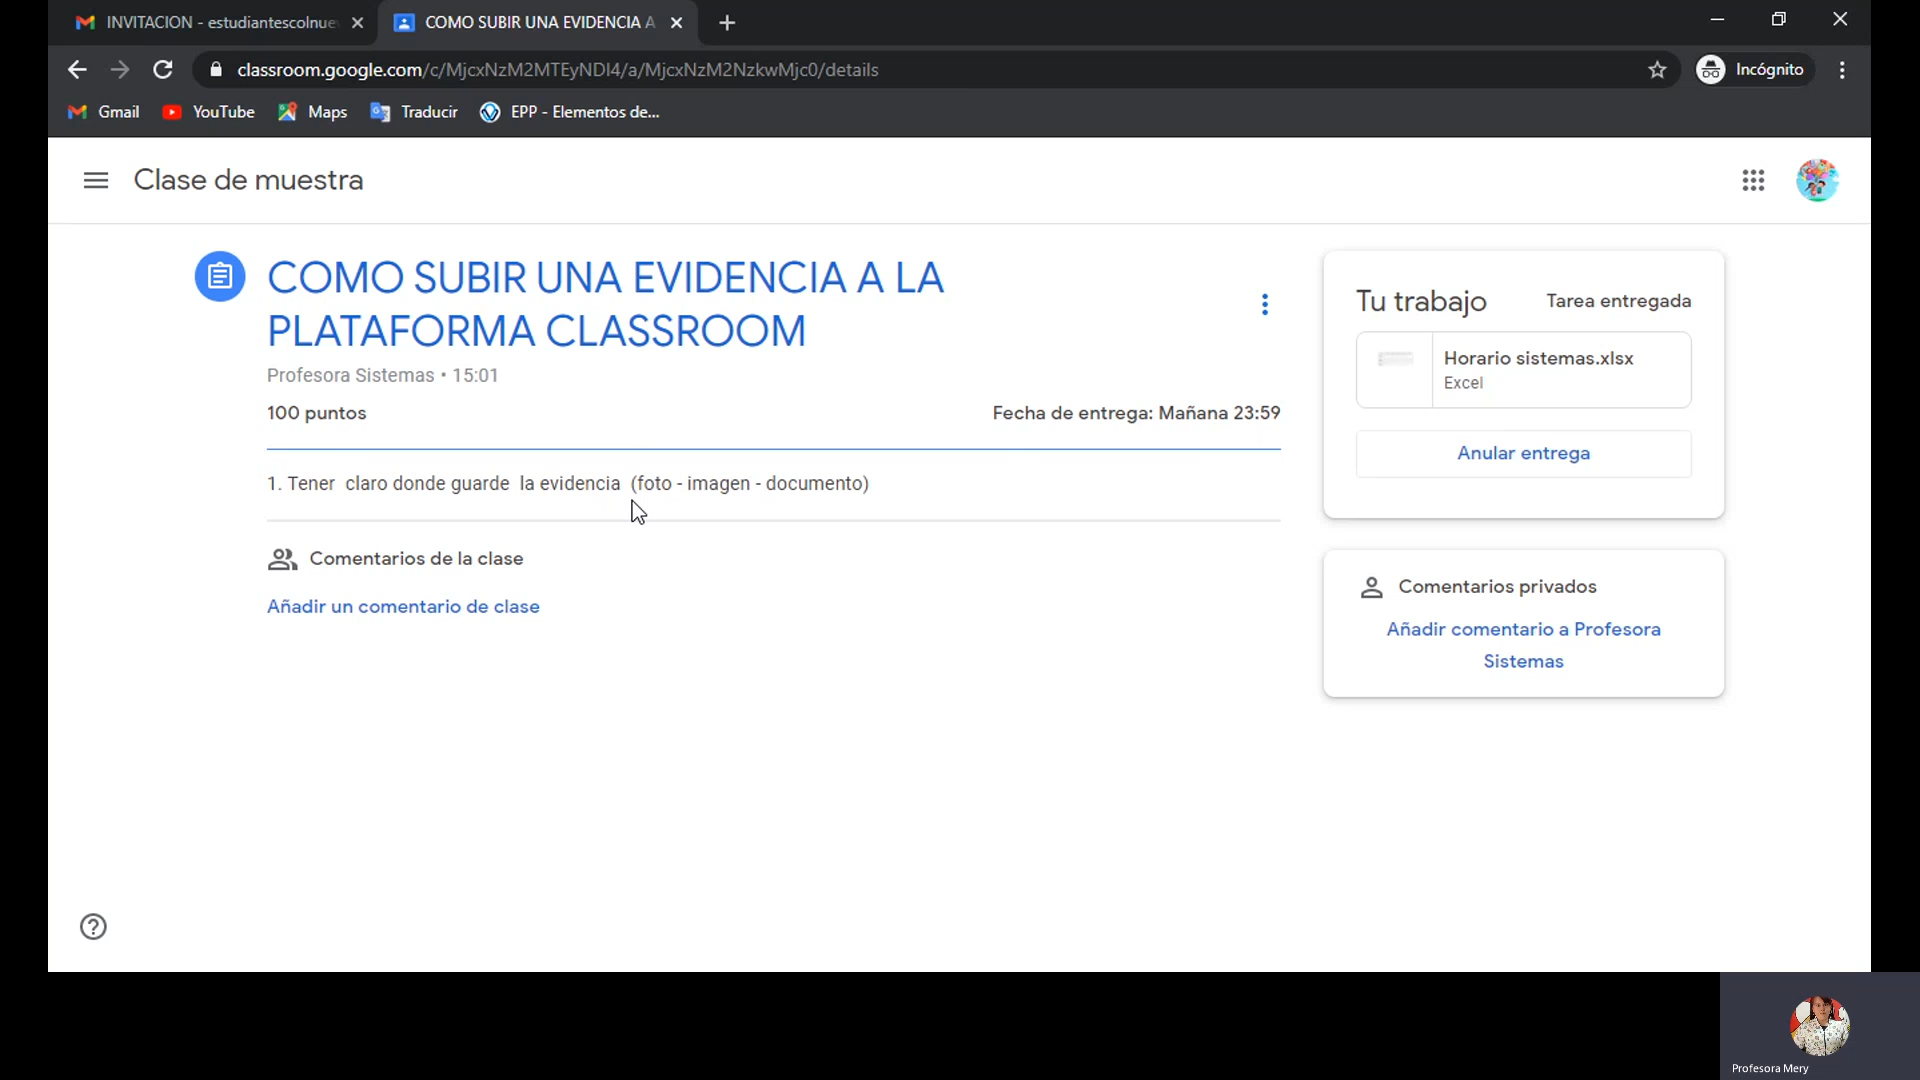 INVITACION - estudiantescolnue
COMO SUBIR UNA EVIDENCIA A
classroom.google.com/c/MjcxNzM2MTEyNDI4/a/MjcxNzM2NzkwMjc0/details
Incógnito
Gmail
YouTube
Maps
Traducir
EPP - Elementos de...
Clase de muestra
COMO SUBIR UNA EVIDENCIA A LA
PLATAFORMA CLASSROOM
Profesora Sistemas • 15:01
100 puntos
Fecha de entrega: Mañana 23:59
1. Tener claro donde guarde la evidencia (foto - imagen - documento)
Comentarios de la clase
Añadir un comentario de clase
Tu trabajo
Tarea entregada
Horario sistemas.xlsx
Excel
Anular entrega
Comentarios privados
Añadir comentario a Profesora
Sistemas
Profesora Mery